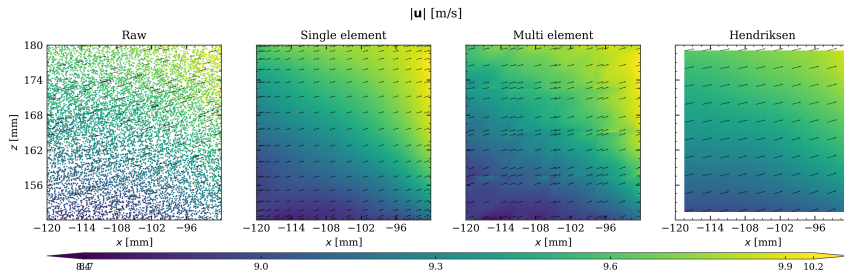 |u| [m/s]
Raw Single element Multi element Hendriksen
180
174
168
162
156
z [mm]
−120 −114 −108 −102 −96 −120 −114 −108 −102 −96 −120 −114 −108 −102 −96 −120 −114 −108 −102 −96
x [mm] x [mm] x [mm] x [mm]
8.7 9.0 9.3 9.6 9.9 10.2